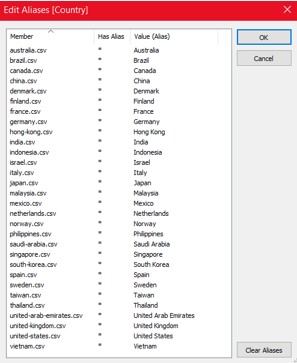 Edit Aliases [Country]
Member Has Alias Value (Alias)
australia.csv * Australia
brazil.csv * Brazil
canada.csv * Canada
china.csv * China
denmark.csv * Denmark
finland.csv * Finland
france.csv * France
germany.csv * Germany
hong-kong.csv * Hong Kong
india.csv * India
indonesia.csv * Indonesia
israel.csv * Israel
italy.csv * Italy
japan.csv * Japan
malaysia.csv * Malaysia
mexico.csv * Mexico
netherlands.csv * Netherlands
norway.csv * Norway
philippines.csv * Philippines
saudi-arabia.csv * Saudi Arabia
singapore.csv * Singapore
south-korea.csv * South Korea
spain.csv * Spain
sweden.csv * Sweden
taiwan.csv * Taiwan
thailand.csv * Thailand
united-arab-emirates.csv * United Arab Emirates
united-kingdom.csv * United Kingdom
united-states.csv * United States
vietnam.csv * Vietnam
OK
Cancel
Clear Aliases